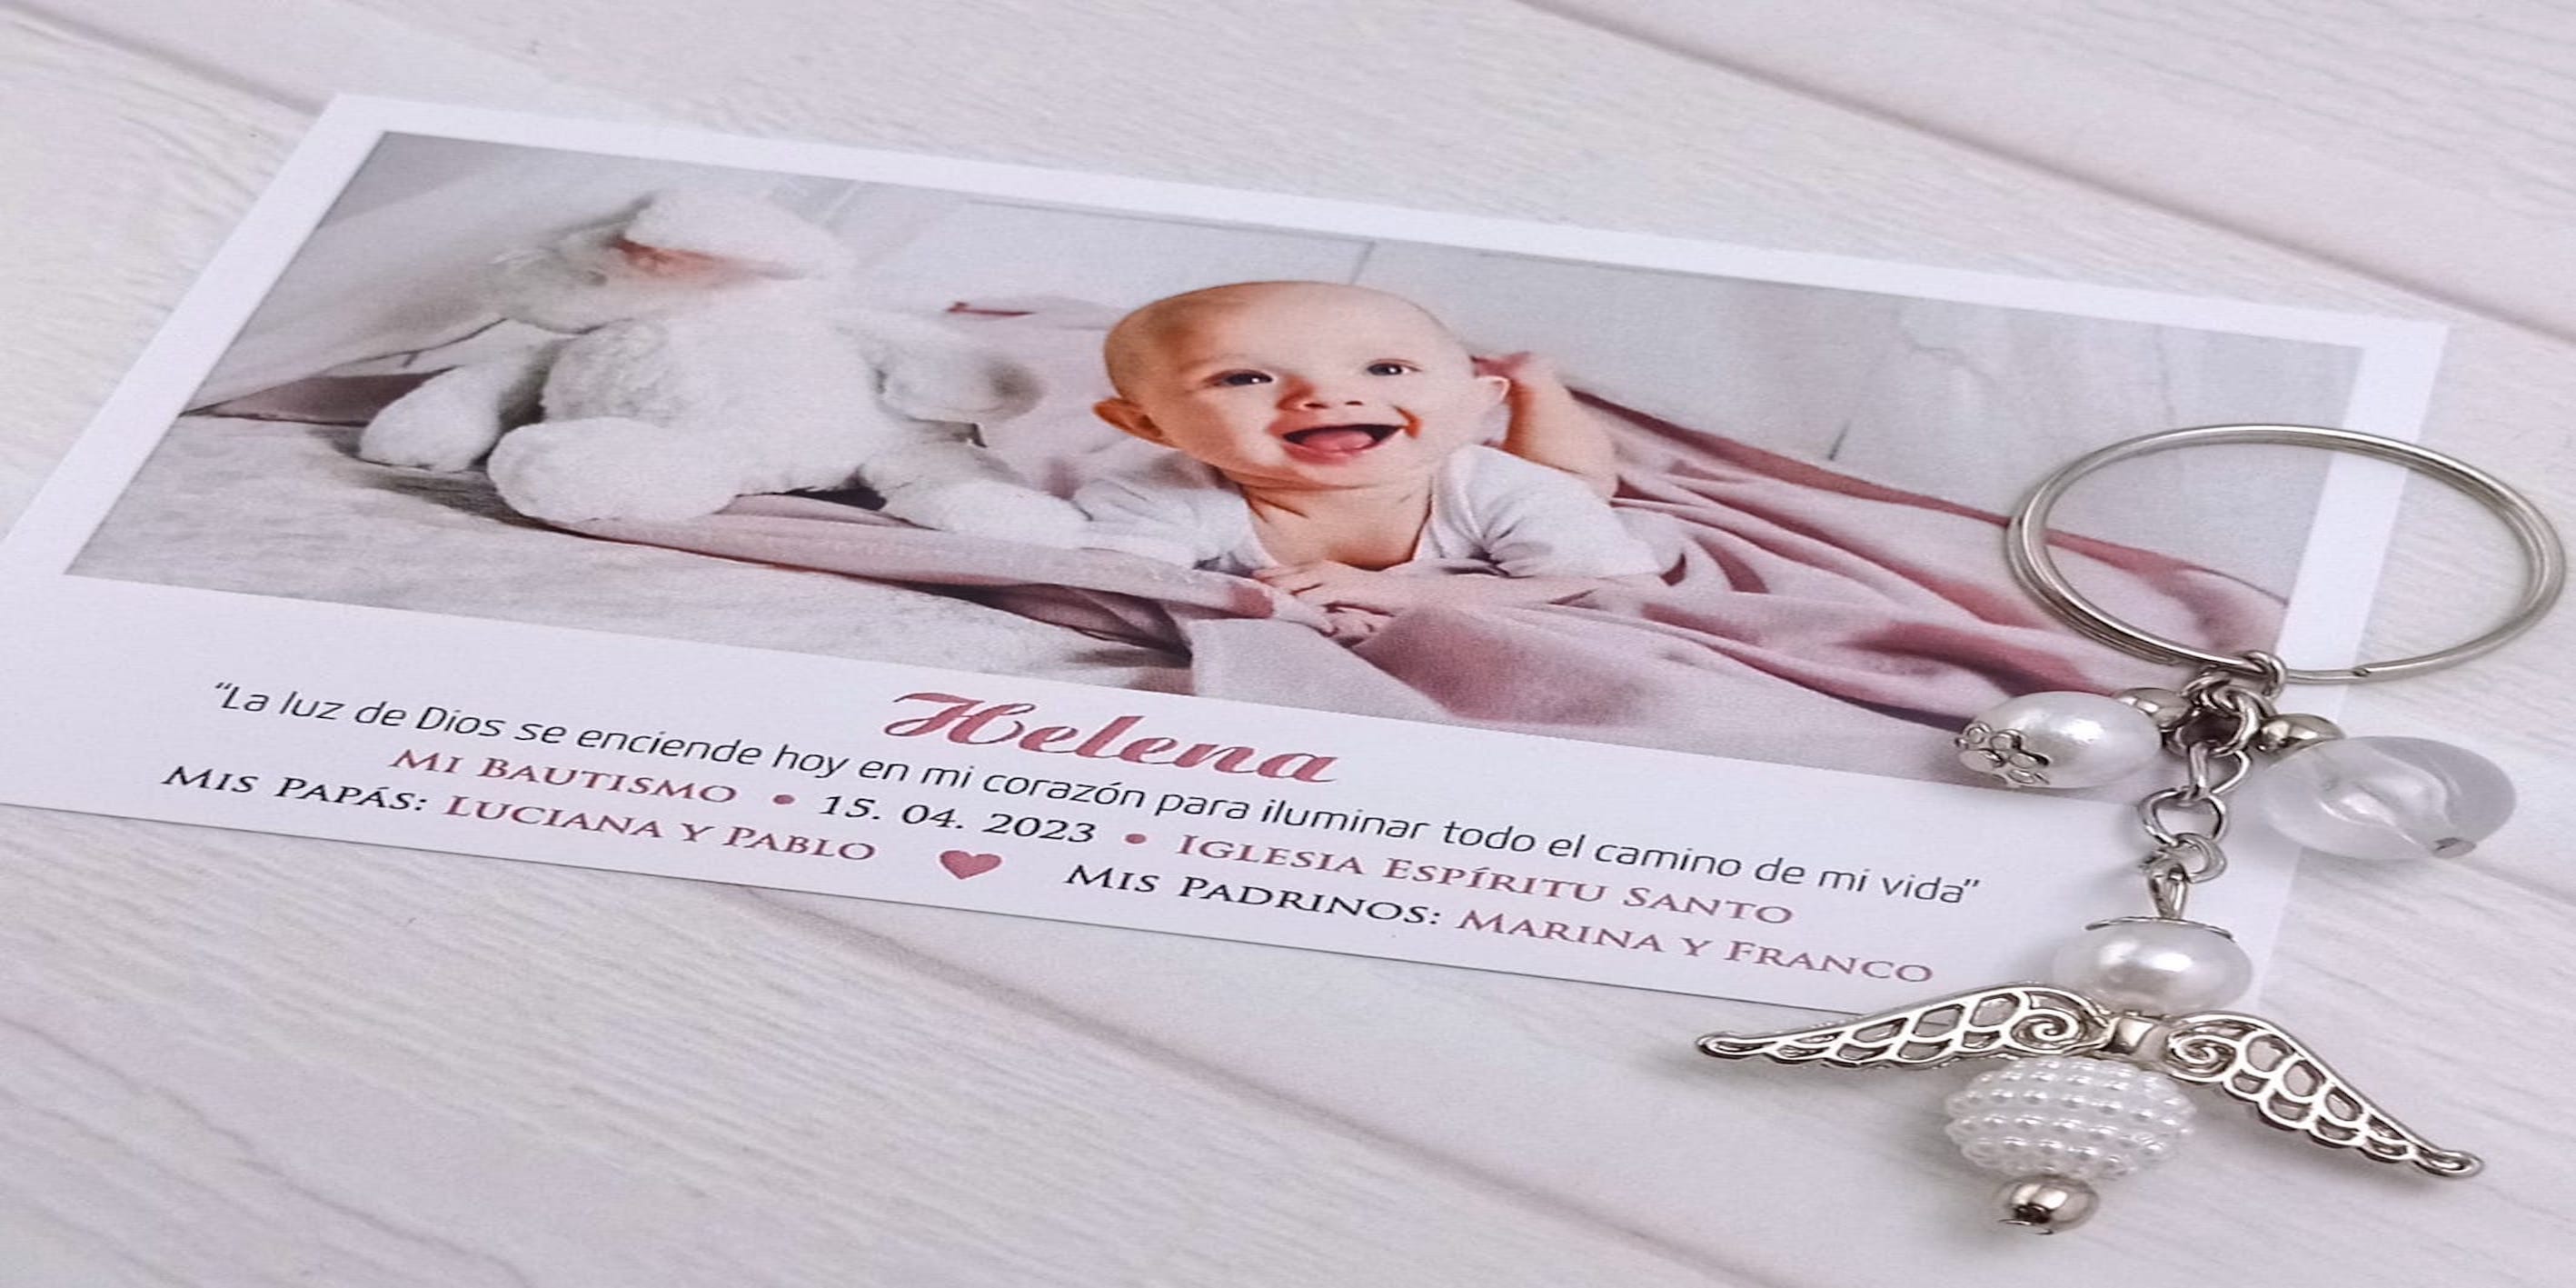 Helena
“La luz de Dios se enciende hoy en mi corazón para iluminar todo el camino de mi vida”
Mi Bautismo • 15. 04. 2023 • Iglesia Espíritu Santo
Mis Papás: Luciana y Pablo ♥ Mis Padrinos: Marina y Franco